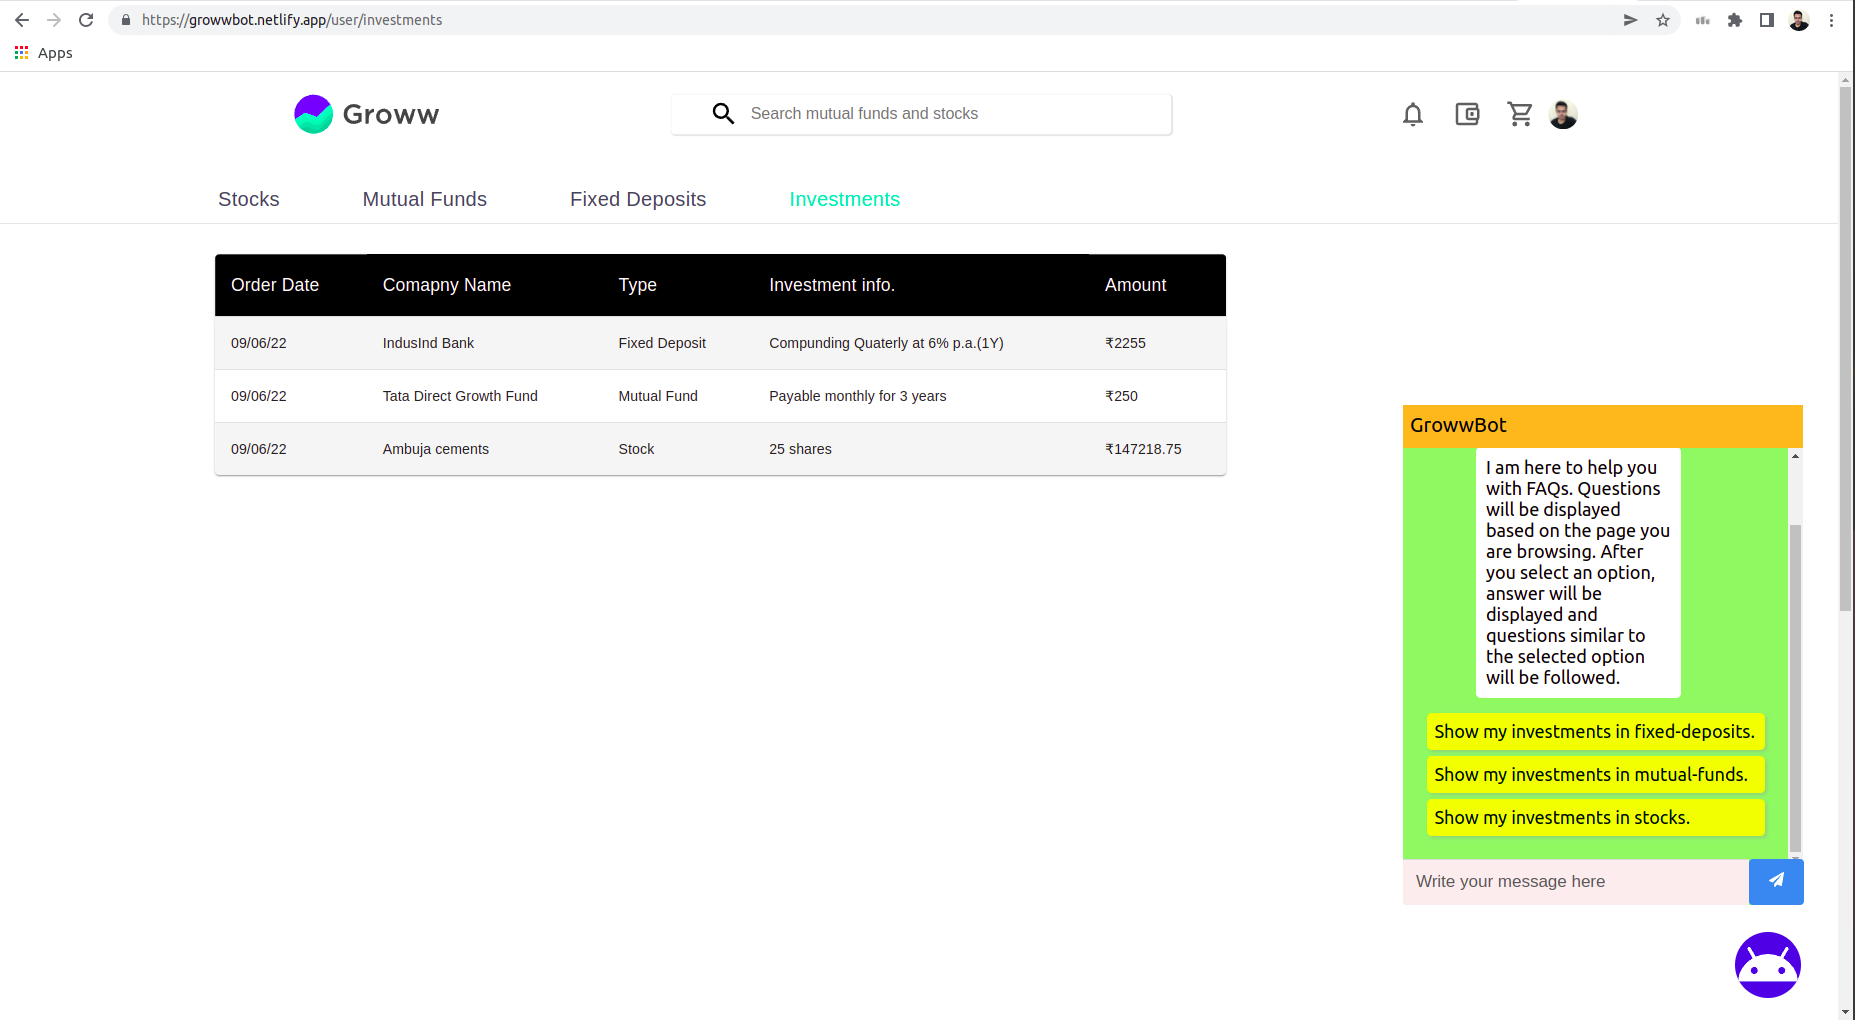 https://growwbot.netlify.app/user/investments
Apps
Groww
Search mutual funds and stocks
Stocks Mutual Funds Fixed Deposits Investments
Order Date Comapny Name Type Investment info. Amount
09/06/22 IndusInd Bank Fixed Deposit Compunding Quaterly at 6% p.a.(1Y) ₹2255
09/06/22 Tata Direct Growth Fund Mutual Fund Payable monthly for 3 years ₹250
09/06/22 Ambuja cements Stock 25 shares ₹147218.75
GrowwBot
I am here to help you
with FAQs. Questions
will be displayed
based on the page you
are browsing. After
you select an option,
answer will be
displayed and
questions similar to
the selected option
will be followed.
Show my investments in fixed-deposits.
Show my investments in mutual-funds.
Show my investments in stocks.
Write your message here